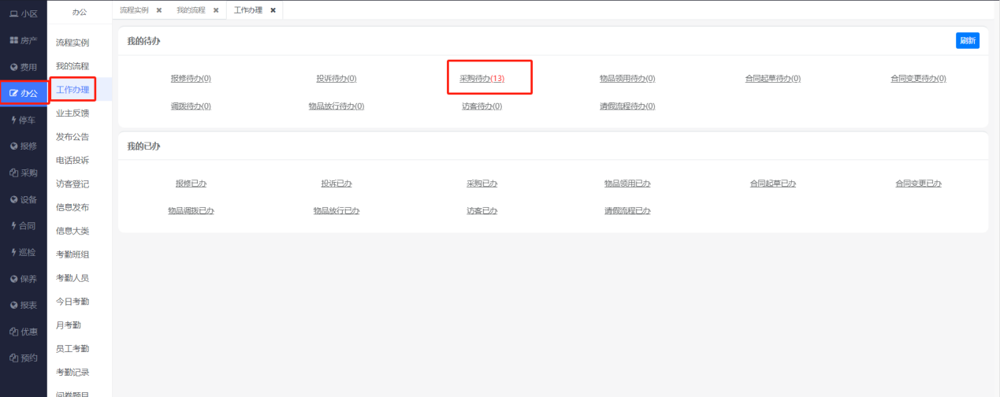 小区
房产
费用
办公
停车
报修
采购
设备
合同
巡检
保养
报表
优惠
预约
办公
流程实例
我的流程
工作办理
业主反馈
发布公告
电话投诉
访客登记
信息发布
信息大类
考勤班组
考勤人员
今日考勤
月考勤
员工考勤
考勤记录
问卷题目
流程实例 ✖ 我的流程 ✖ 工作办理 ✖
我的待办 刷新
报修待办(0) 投诉待办(0) 采购待办(13) 物品领用待办(0) 合同起草待办(0) 合同变更待办(0)
调拨待办(0) 物品放行待办(0) 访客待办(0) 请假流程待办(0)
我的已办
报修已办 投诉已办 采购已办 物品领用已办 合同起草已办 合同变更已办
物品调拨已办 物品放行已办 访客已办 请假流程已办